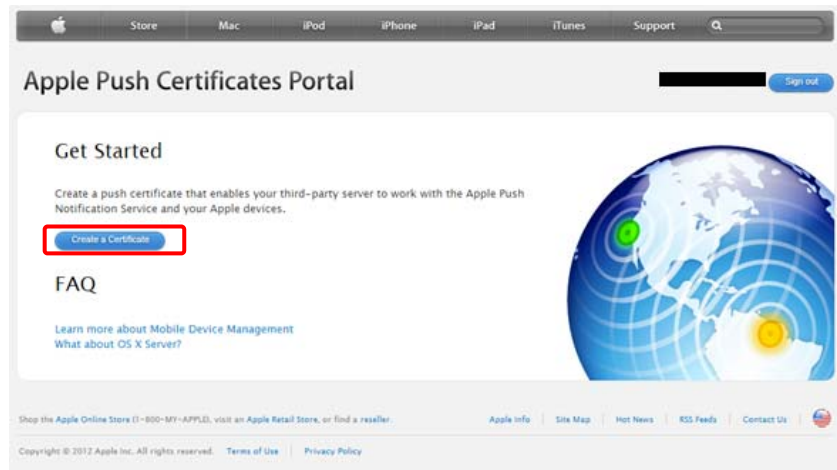 Store Mac iPod iPhone iPad iTunes Support
Apple Push Certificates Portal
Sign out
Get Started
Create a push certificate that enables your third-party server to work with the Apple Push
Notification Service and your Apple devices.
Create a Certificate
FAQ
Learn more about Mobile Device Management
What about OS X Server?
Shop the Apple Online Store (1-800-MY-APPLE), visit an Apple Retail Store, or find a reseller.
Apple Info | Site Map | Hot News | RSS Feeds | Contact Us
Copyright © 2012 Apple Inc. All rights reserved. Terms of Use | Privacy Policy